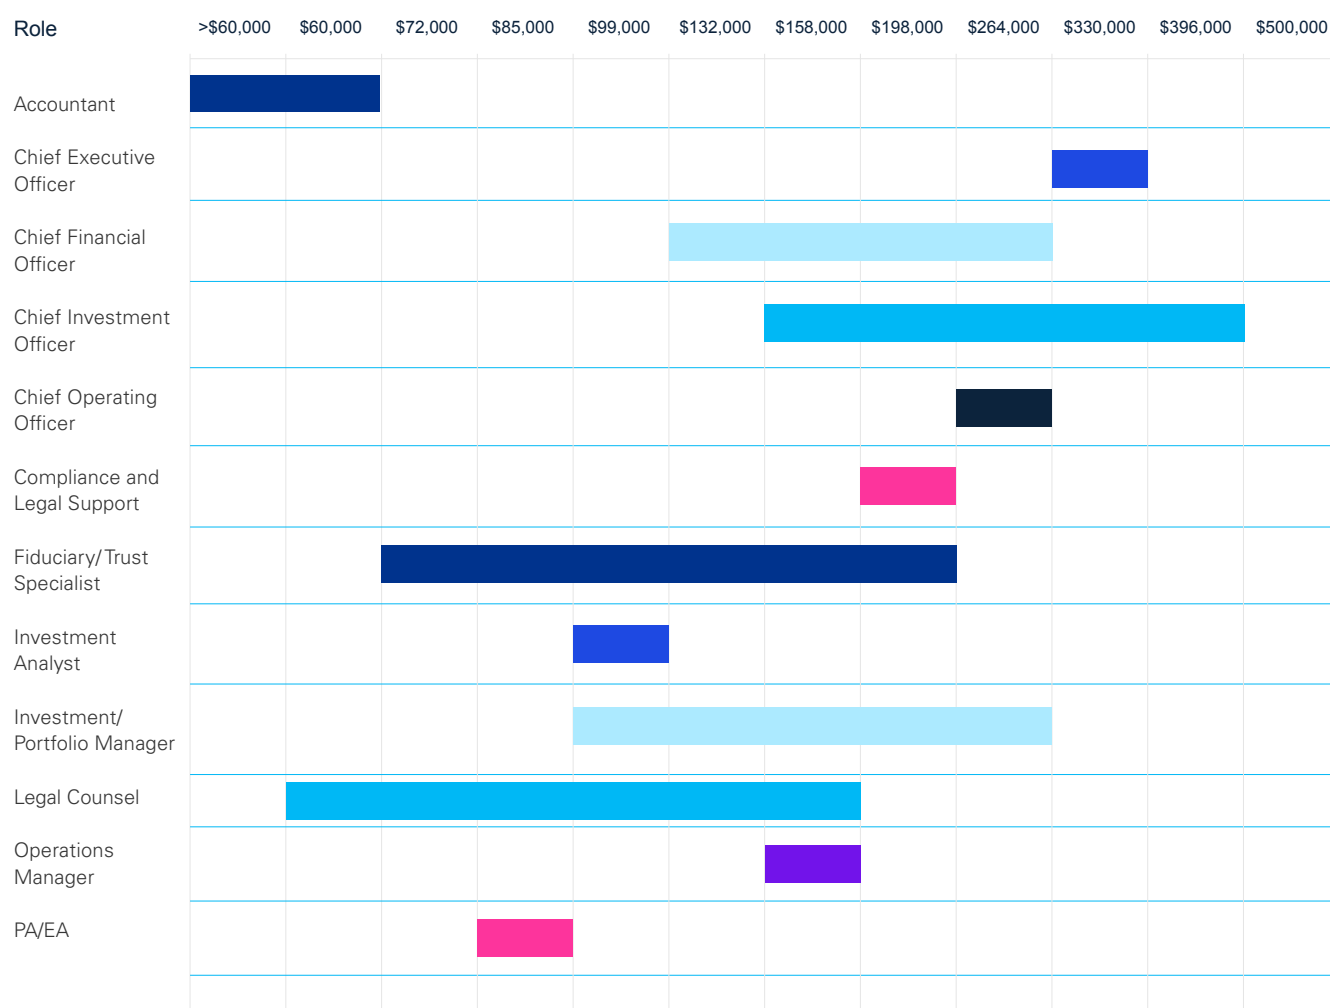 Role >$60,000 $60,000 $72,000 $85,000 $99,000 $132,000 $158,000 $198,000 $264,000 $330,000 $396,000 $500,000
Accountant
Chief Executive
Officer
Chief Financial
Officer
Chief Investment
Officer
Chief Operating
Officer
Compliance and
Legal Support
Fiduciary/Trust
Specialist
Investment
Analyst
Investment/
Portfolio Manager
Legal Counsel
Operations
Manager
PA/EA